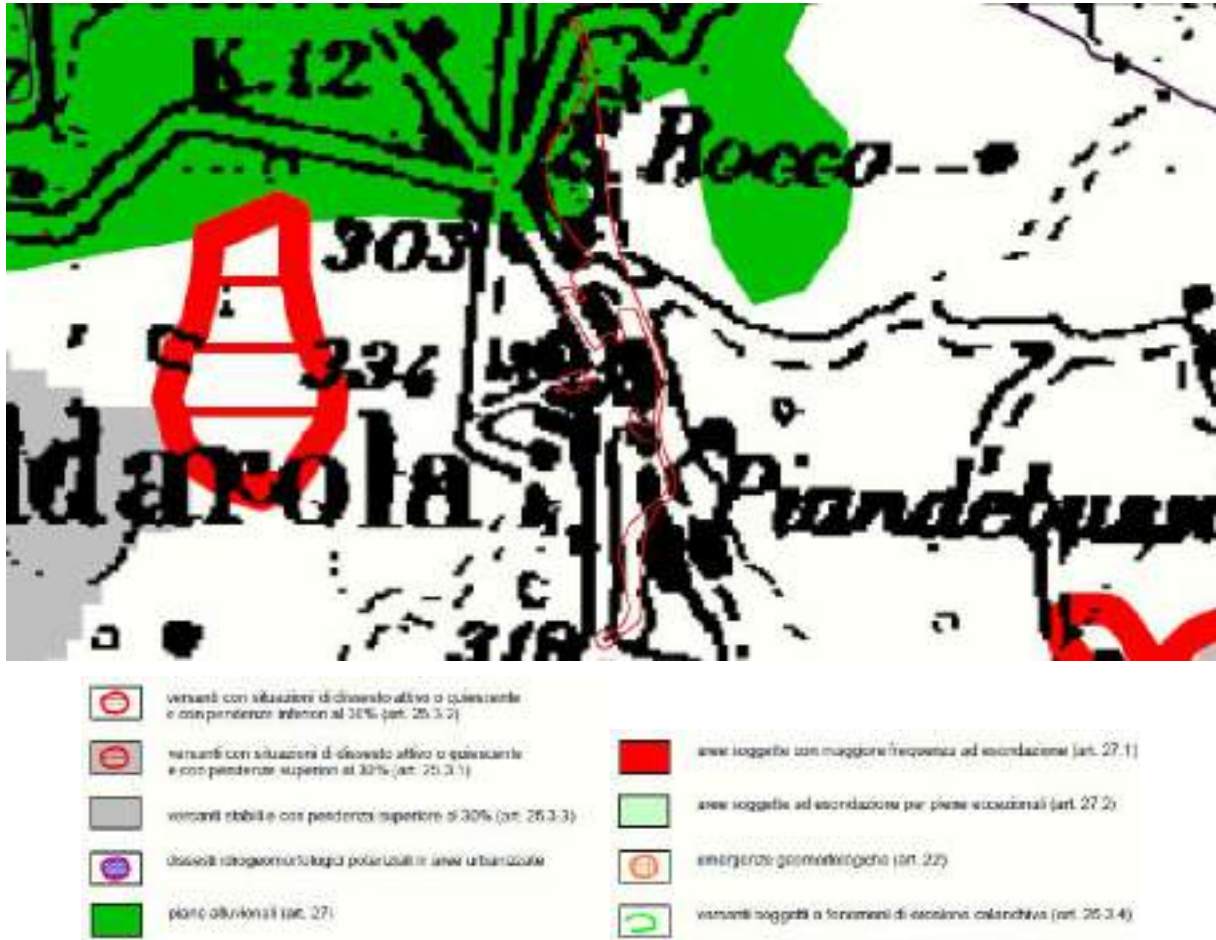 K.12
Rocco
303
334
ldarola
318
C
versanti con situazioni di dissesto attivo o quiescente
e con pendenze inferiori al 30% (art. 25.3.2)
versanti con situazioni di dissesto attivo o quiescente
e con pendenze superiori al 30% (art. 25.3.1)
versanti stabili e con pendenza superiore al 30% (art. 25.3.3)
dissesti idrogeomorfologici potenziali in aree urbanizzate
piane alluvionali (art. 27)
aree soggette con maggiore frequenza ad esondazione (art. 27.1)
aree soggette ad esondazione per piene eccezionali (art. 27.2)
emergenze geomorfologiche (art. 22)
versanti soggetti a fenomeni di erosione calanchiva (art. 25.3.4)